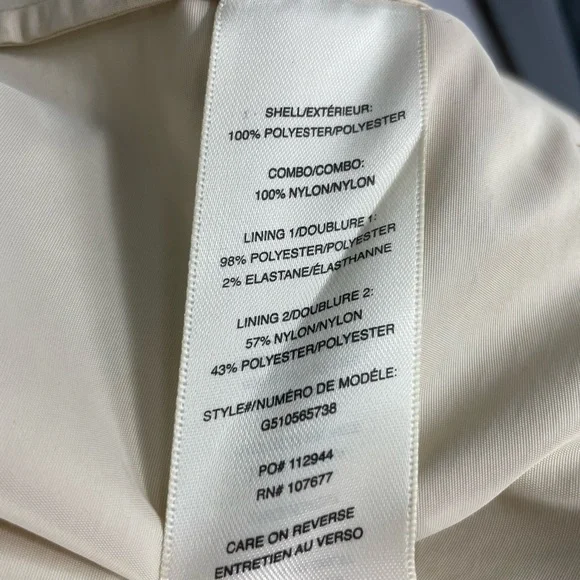 SHELL/EXTÉRIEUR:
100% POLYESTER/POLYESTER
COMBO/COMBO:
100% NYLON/NYLON
LINING 1/DOUBLURE 1:
98% POLYESTER/POLYESTER
2% ELASTANE/ÉLASTHANNE
LINING 2/DOUBLURE 2:
57% NYLON/NYLON
43% POLYESTER/POLYESTER
STYLE#/NUMÉRO DE MODÉLE:
G510565738
PO# 112944
RN# 107677
CARE ON REVERSE
ENTRETIEN AU VERSO